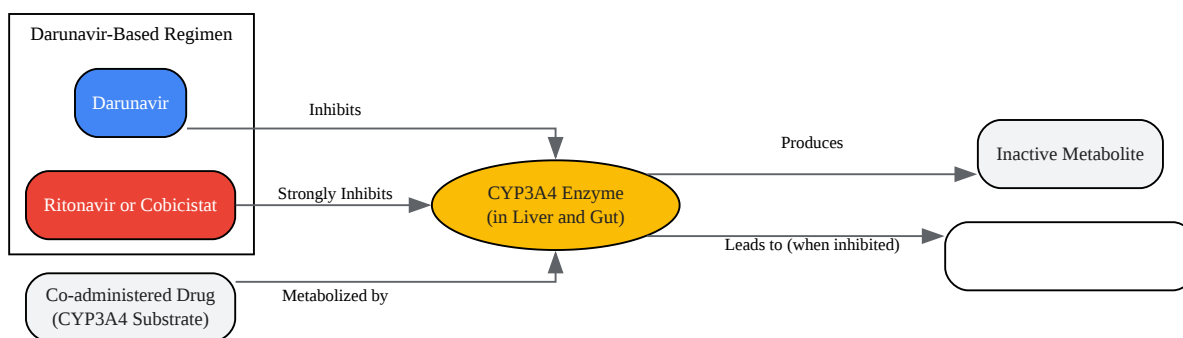 Darunavir-Based Regimen
Darunavir
Inhibits
Ritonavir or Cobicistat
Strongly Inhibits
Co-administered Drug
(CYP3A4 Substrate)
Metabolized by
CYP3A4 Enzyme
(in Liver and Gut)
Produces
Inactive Metabolite
Leads to (when inhibited)